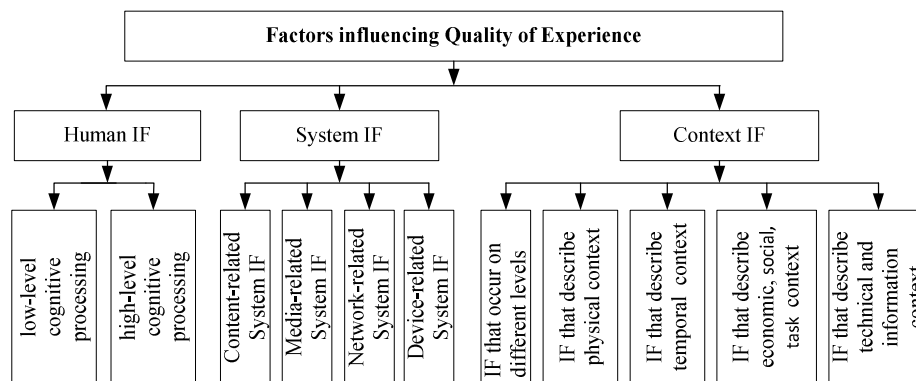 Factors influencing Quality of Experience
Human IF
System IF
Context IF
low-level
cognitive
processing
high-level
cognitive
processing
Content-related
System IF
Media-related
System IF
Network-related
System IF
Device-related
System IF
IF that occur on
different levels
IF that describe
physical context
IF that describe
temporal context
IF that describe
economic, social,
task context
IF that describe
technical and
information
context